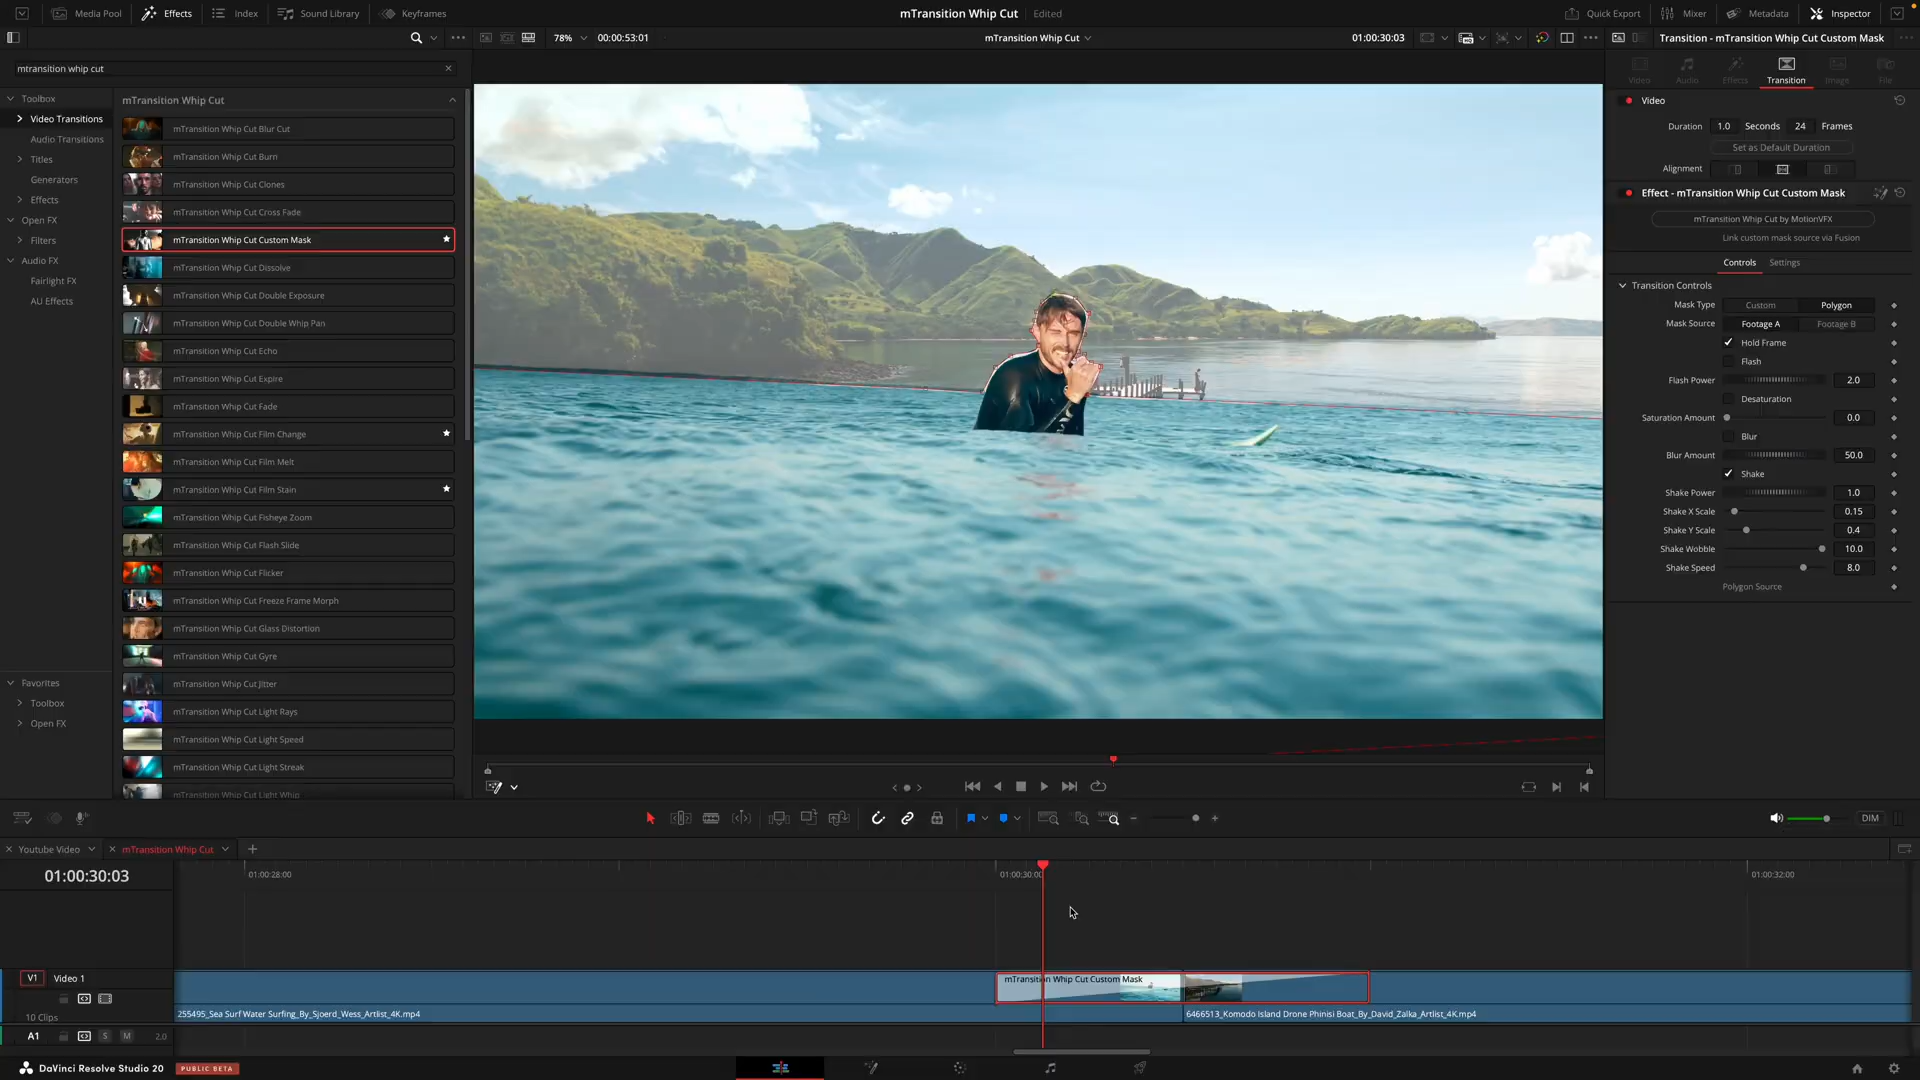 Media Pool
Effects
Index
Sound Library
Keyframes
mTransition Whip Cut
Edited
Quick Export
Mixer
Metadata
Inspector
78%
00:00:53:01
mTransition Whip Cut
01:00:30:03
Transition - mTransition Whip Cut Custom Mask
mtransition whip cut
Toolbox
Video Transitions
Audio Transitions
Titles
Generators
Effects
Open FX
Filters
Audio FX
Fairlight FX
AU Effects
Favorites
Toolbox
Open FX
mTransition Whip Cut
mTransition Whip Cut Blur Cut
mTransition Whip Cut Burn
mTransition Whip Cut Clones
mTransition Whip Cut Cross Fade
mTransition Whip Cut Custom Mask
mTransition Whip Cut Dissolve
mTransition Whip Cut Double Exposure
mTransition Whip Cut Double Whip Pan
mTransition Whip Cut Echo
mTransition Whip Cut Expire
mTransition Whip Cut Fade
mTransition Whip Cut Film Change
mTransition Whip Cut Film Melt
mTransition Whip Cut Film Stain
mTransition Whip Cut Fisheye Zoom
mTransition Whip Cut Flash Slide
mTransition Whip Cut Flicker
mTransition Whip Cut Freeze Frame Morph
mTransition Whip Cut Glass Distortion
mTransition Whip Cut Gyre
mTransition Whip Cut Jitter
mTransition Whip Cut Light Rays
mTransition Whip Cut Light Speed
mTransition Whip Cut Light Streak
mTransition Whip Cut Light Whip
Video
Audio
Effects
Transition
Image
File
Video
Duration 1.0 Seconds 24 Frames
Set as Default Duration
Alignment
Effect - mTransition Whip Cut Custom Mask
mTransition Whip Cut by MotionVFX
Link custom mask source via Fusion
Controls
Settings
Transition Controls
Mask Type Custom Polygon
Mask Source Footage A Footage B
Hold Frame
Flash
Flash Power 2.0
Desaturation
Saturation Amount 0.0
Blur
Blur Amount 50.0
Shake
Shake Power 1.0
Shake X Scale 0.15
Shake Y Scale 0.4
Shake Wobble 10.0
Shake Speed 8.0
Polygon Source
DIM
Youtube Video
mTransition Whip Cut
01:00:30:03
01:00:28:00
01:00:30:00
01:00:32:00
V1
Video 1
10 Clips
mTransition Whip Cut Custom Mask
255495_Sea Surf Water Surfing_By_Sjoerd_Wess_Artlist_4K.mp4
6466513_Komodo Island Drone Phinisi Boat_By_David_Zalka_Artlist_4K.mp4
A1
S
M
2.0
DaVinci Resolve Studio 20
PUBLIC BETA